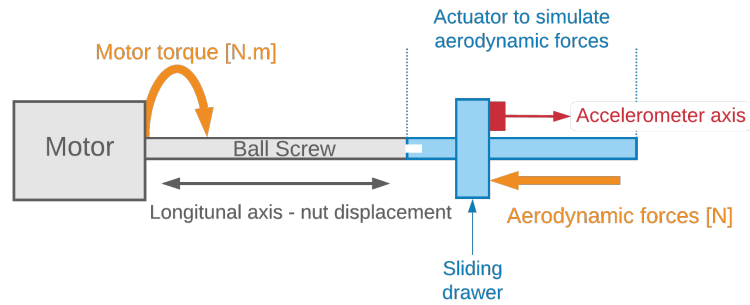 Actuator to simulate
aerodynamic forces
Motor torque [N.m]
Accelerometer axis
Motor
Ball Screw
Longitunal axis - nut displacement
Aerodynamic forces [N]
Sliding
drawer